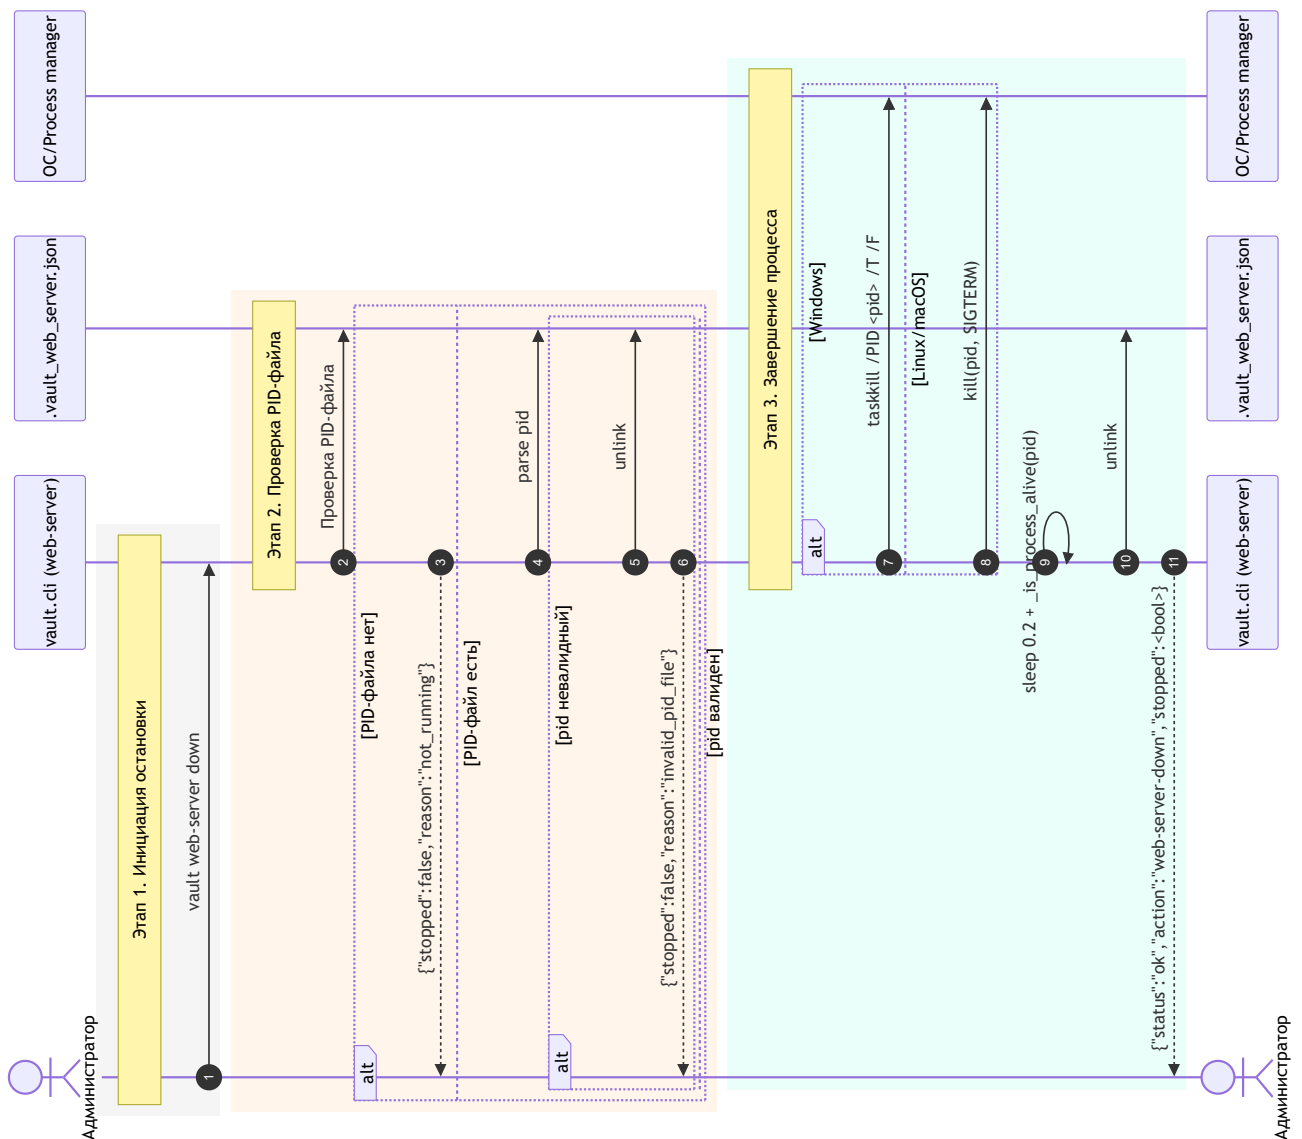 Администратор
vault.cli (web-server)
.vault_web_server.json
ОС/Process manager
Этап 1. Инициация остановки
vault web-server down
1
Этап 2. Проверка PID-файла
Проверка PID-файла
2
alt
[PID-файла нет]
{"stopped":false,"reason":"not_running"}
3
[PID-файл есть]
parse pid
4
alt
[pid невалидный]
unlink
5
{"stopped":false,"reason":"invalid_pid_file"}
6
[pid валиден]
Этап 3. Завершение процесса
alt
[Windows]
taskkill /PID <pid> /T /F
7
[Linux/macOS]
kill(pid, SIGTERM)
8
sleep 0.2 + _is_process_alive(pid)
9
unlink
10
{"status":"ok","action":"web-server-down","stopped":<bool>}
11
Администратор
vault.cli (web-server)
.vault_web_server.json
ОС/Process manager